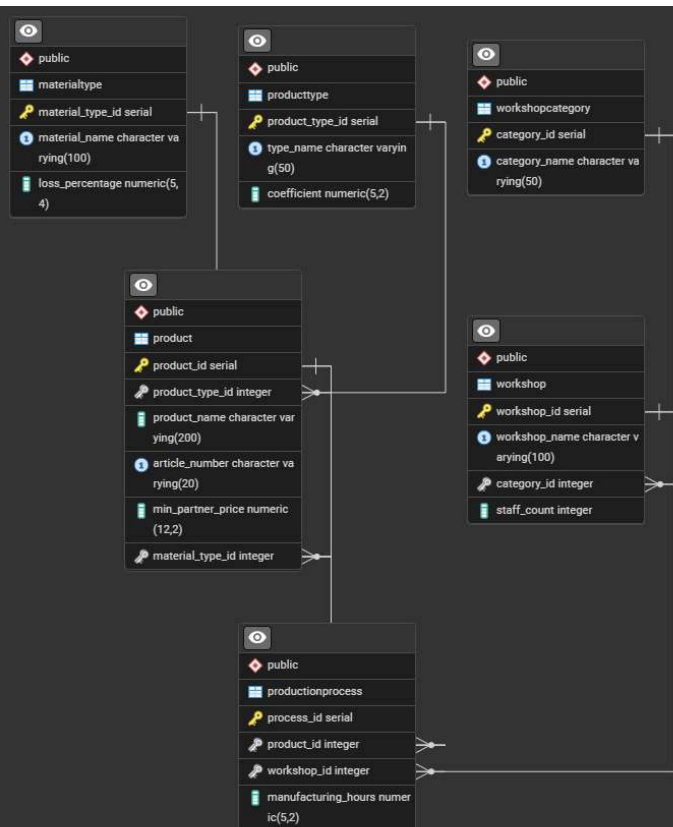 public
materialtype
material_type_id serial
material_name character va
rying(100)
loss_percentage numeric(5,
4)
public
producttype
product_type_id serial
type_name character varyin
g(50)
coefficient numeric(5,2)
public
workshopcategory
category_id serial
category_name character va
rying(50)
public
product
product_id serial
product_type_id integer
product_name character var
ying(200)
article_number character va
rying(20)
min_partner_price numeric
(12,2)
material_type_id integer
public
workshop
workshop_id serial
workshop_name character v
arying(100)
category_id integer
staff_count integer
public
productionprocess
process_id serial
product_id integer
workshop_id integer
manufacturing_hours numer
ic(5,2)